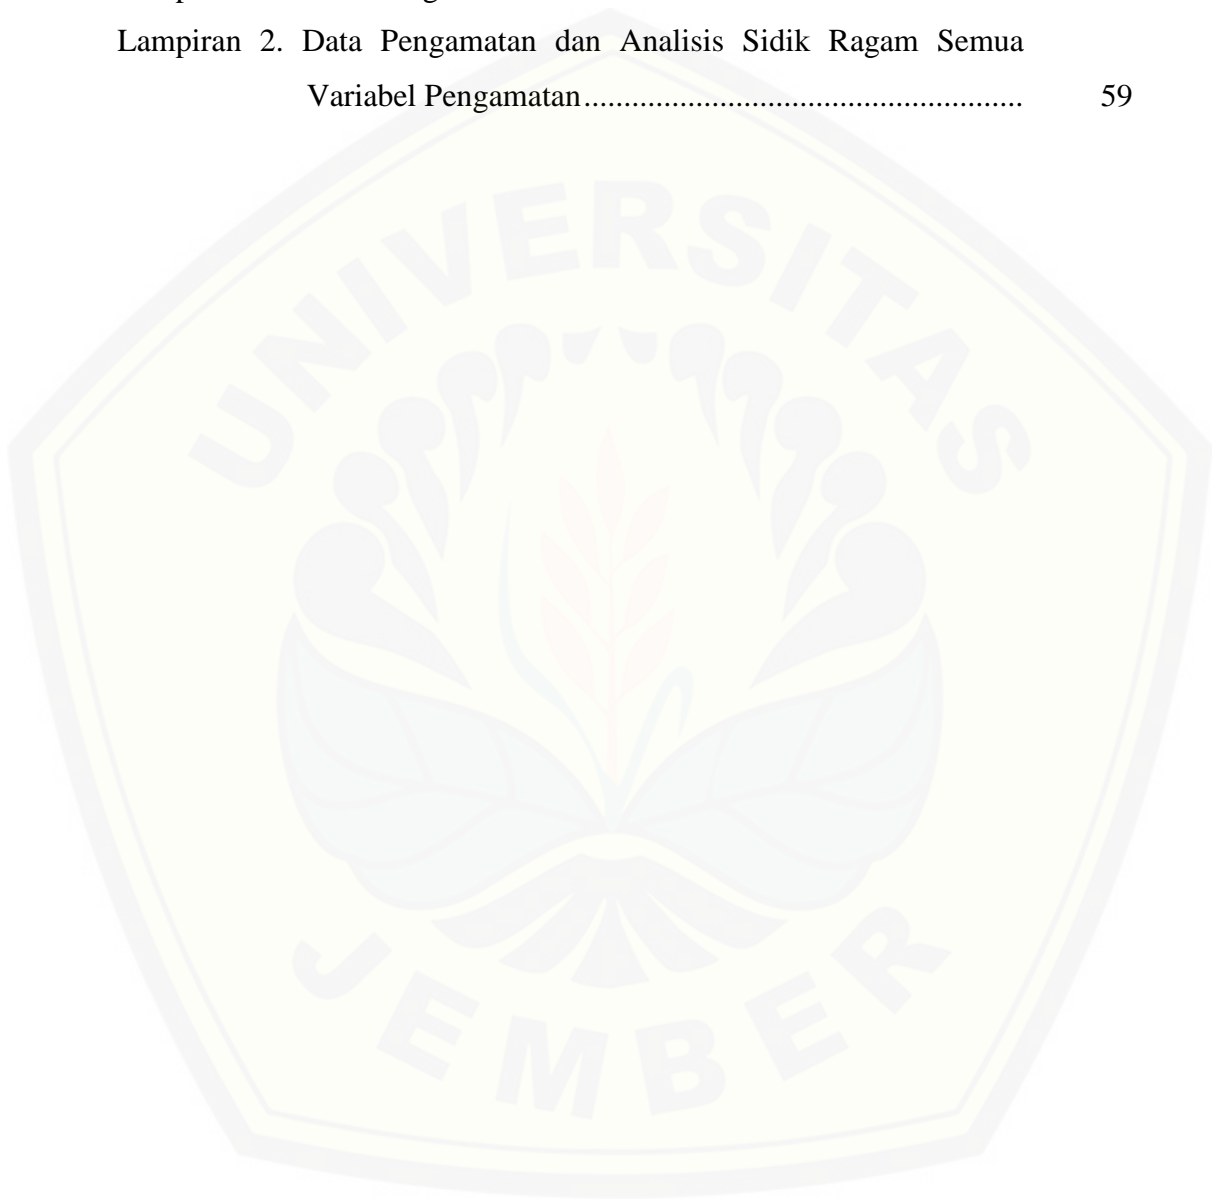 Lampiran 2. Data Pengamatan dan Analisis Sidik Ragam Semua
Variabel Pengamatan...................................................... 59
UNIVERSITAS
JEMBER